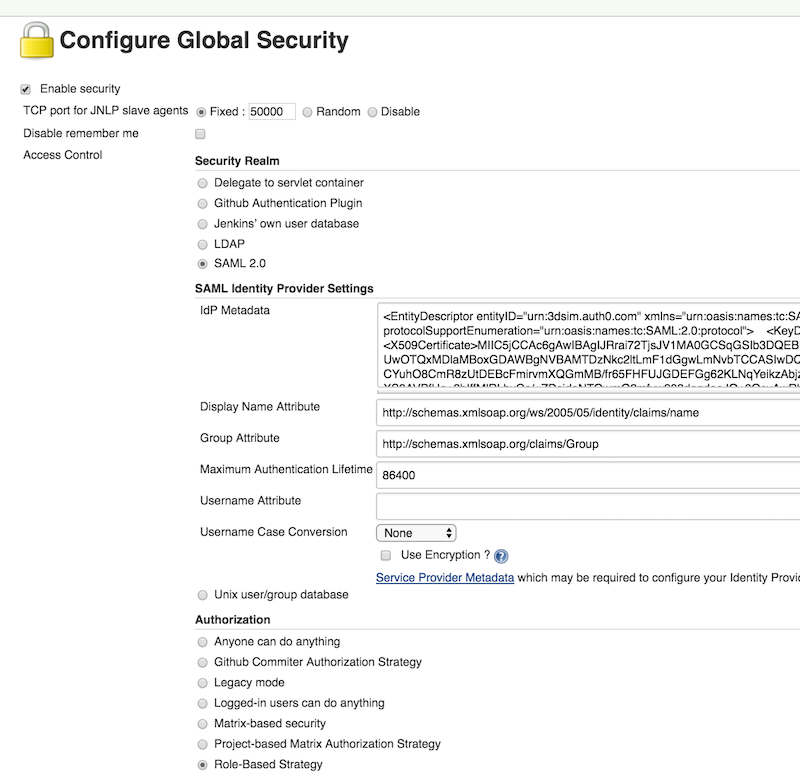 Configure Global Security
Enable security
TCP port for JNLP slave agents Fixed : 50000 Random Disable
Disable remember me
Access Control
Security Realm
Delegate to servlet container
Github Authentication Plugin
Jenkins' own user database
LDAP
SAML 2.0
SAML Identity Provider Settings
IdP Metadata
<EntityDescriptor entityID="urn:3dsim.auth0.com" xmlns="urn:oasis:names:tc:SA
protocolSupportEnumeration="urn:oasis:names:tc:SAML:2.0:protocol"> <KeyD
Display Name Attribute http://schemas.xmlsoap.org/ws/2005/05/identity/claims/name
Group Attribute http://schemas.xmlsoap.org/claims/Group
Maximum Authentication Lifetime 86400
Username Attribute
Username Case Conversion None
Use Encryption ? ?
Service Provider Metadata which may be required to configure your Identity Provi
Unix user/group database
Authorization
Anyone can do anything
Github Commiter Authorization Strategy
Legacy mode
Logged-in users can do anything
Matrix-based security
Project-based Matrix Authorization Strategy
Role-Based Strategy